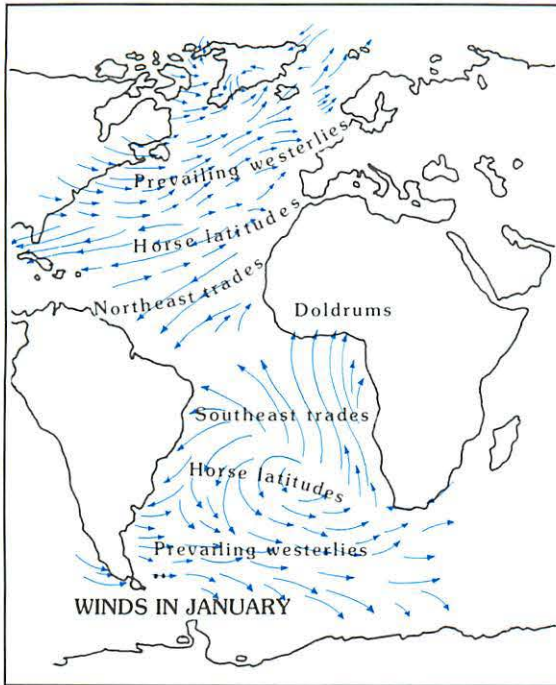 Prevailing westerlies
Horse latitudes
Northeast trades
Doldrums
Southeast trades
Horse latitudes
Prevailing westerlies
WINDS IN JANUARY